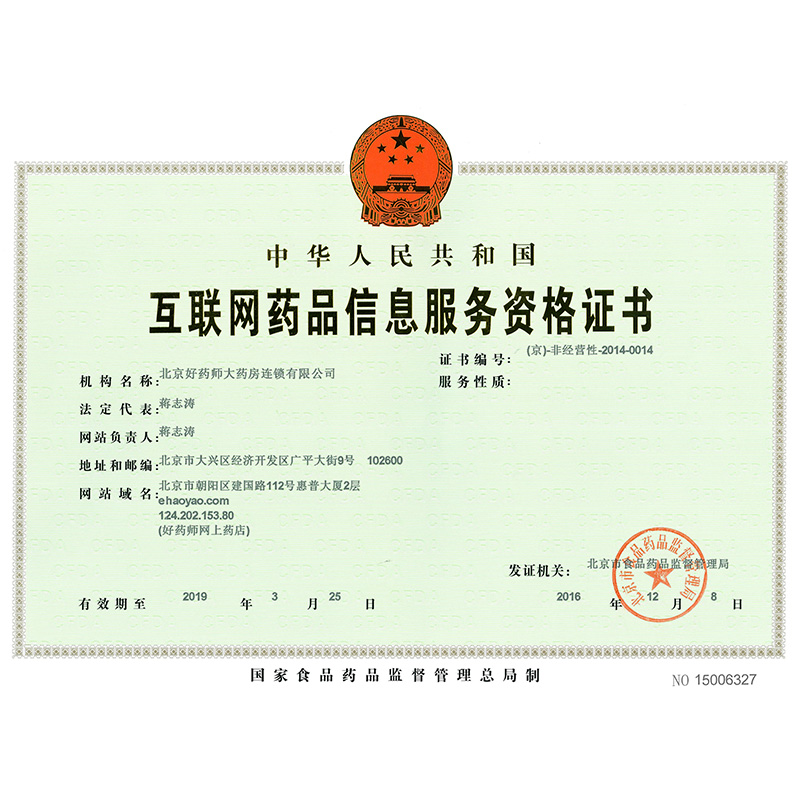 中华人民共和国
互联网药品信息服务资格证书
证书编号：(京)-非经营性-2014-0014
机构名称：北京好药师大药房连锁有限公司
服务性质：
法定代表：蒋志涛
网站负责人：蒋志涛
地址和邮编：北京市大兴区经济开发区广平大街9号 102600
北京市朝阳区建国路112号惠普大厦2层
网站域名：ehaoyao.com
124.202.153.80
(好药师网上药店)
发证机关：北京市食品药品监督管理局
北京市食品药品监督管理局
有效期至 2019 年 3 月 25 日
2016 年 12 月 8 日
国家食品药品监督管理总局制
NO 15006327